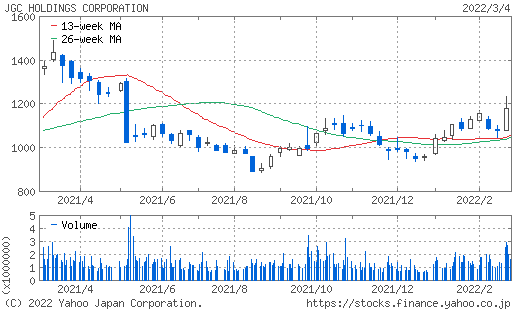 JGC HOLDINGS CORPORATION 2022/3/4
1600
13-week MA
26-week MA
1400
1200
1000
800
2021/4 2021/6 2021/8 2021/10 2021/12 2022/2
5
Volume
4
3
2
1
0
(x1000000)
2021/4 2021/6 2021/8 2021/10 2021/12 2022/2
(C) 2022 Yahoo Japan Corporation. https://stocks.finance.yahoo.co.jp/